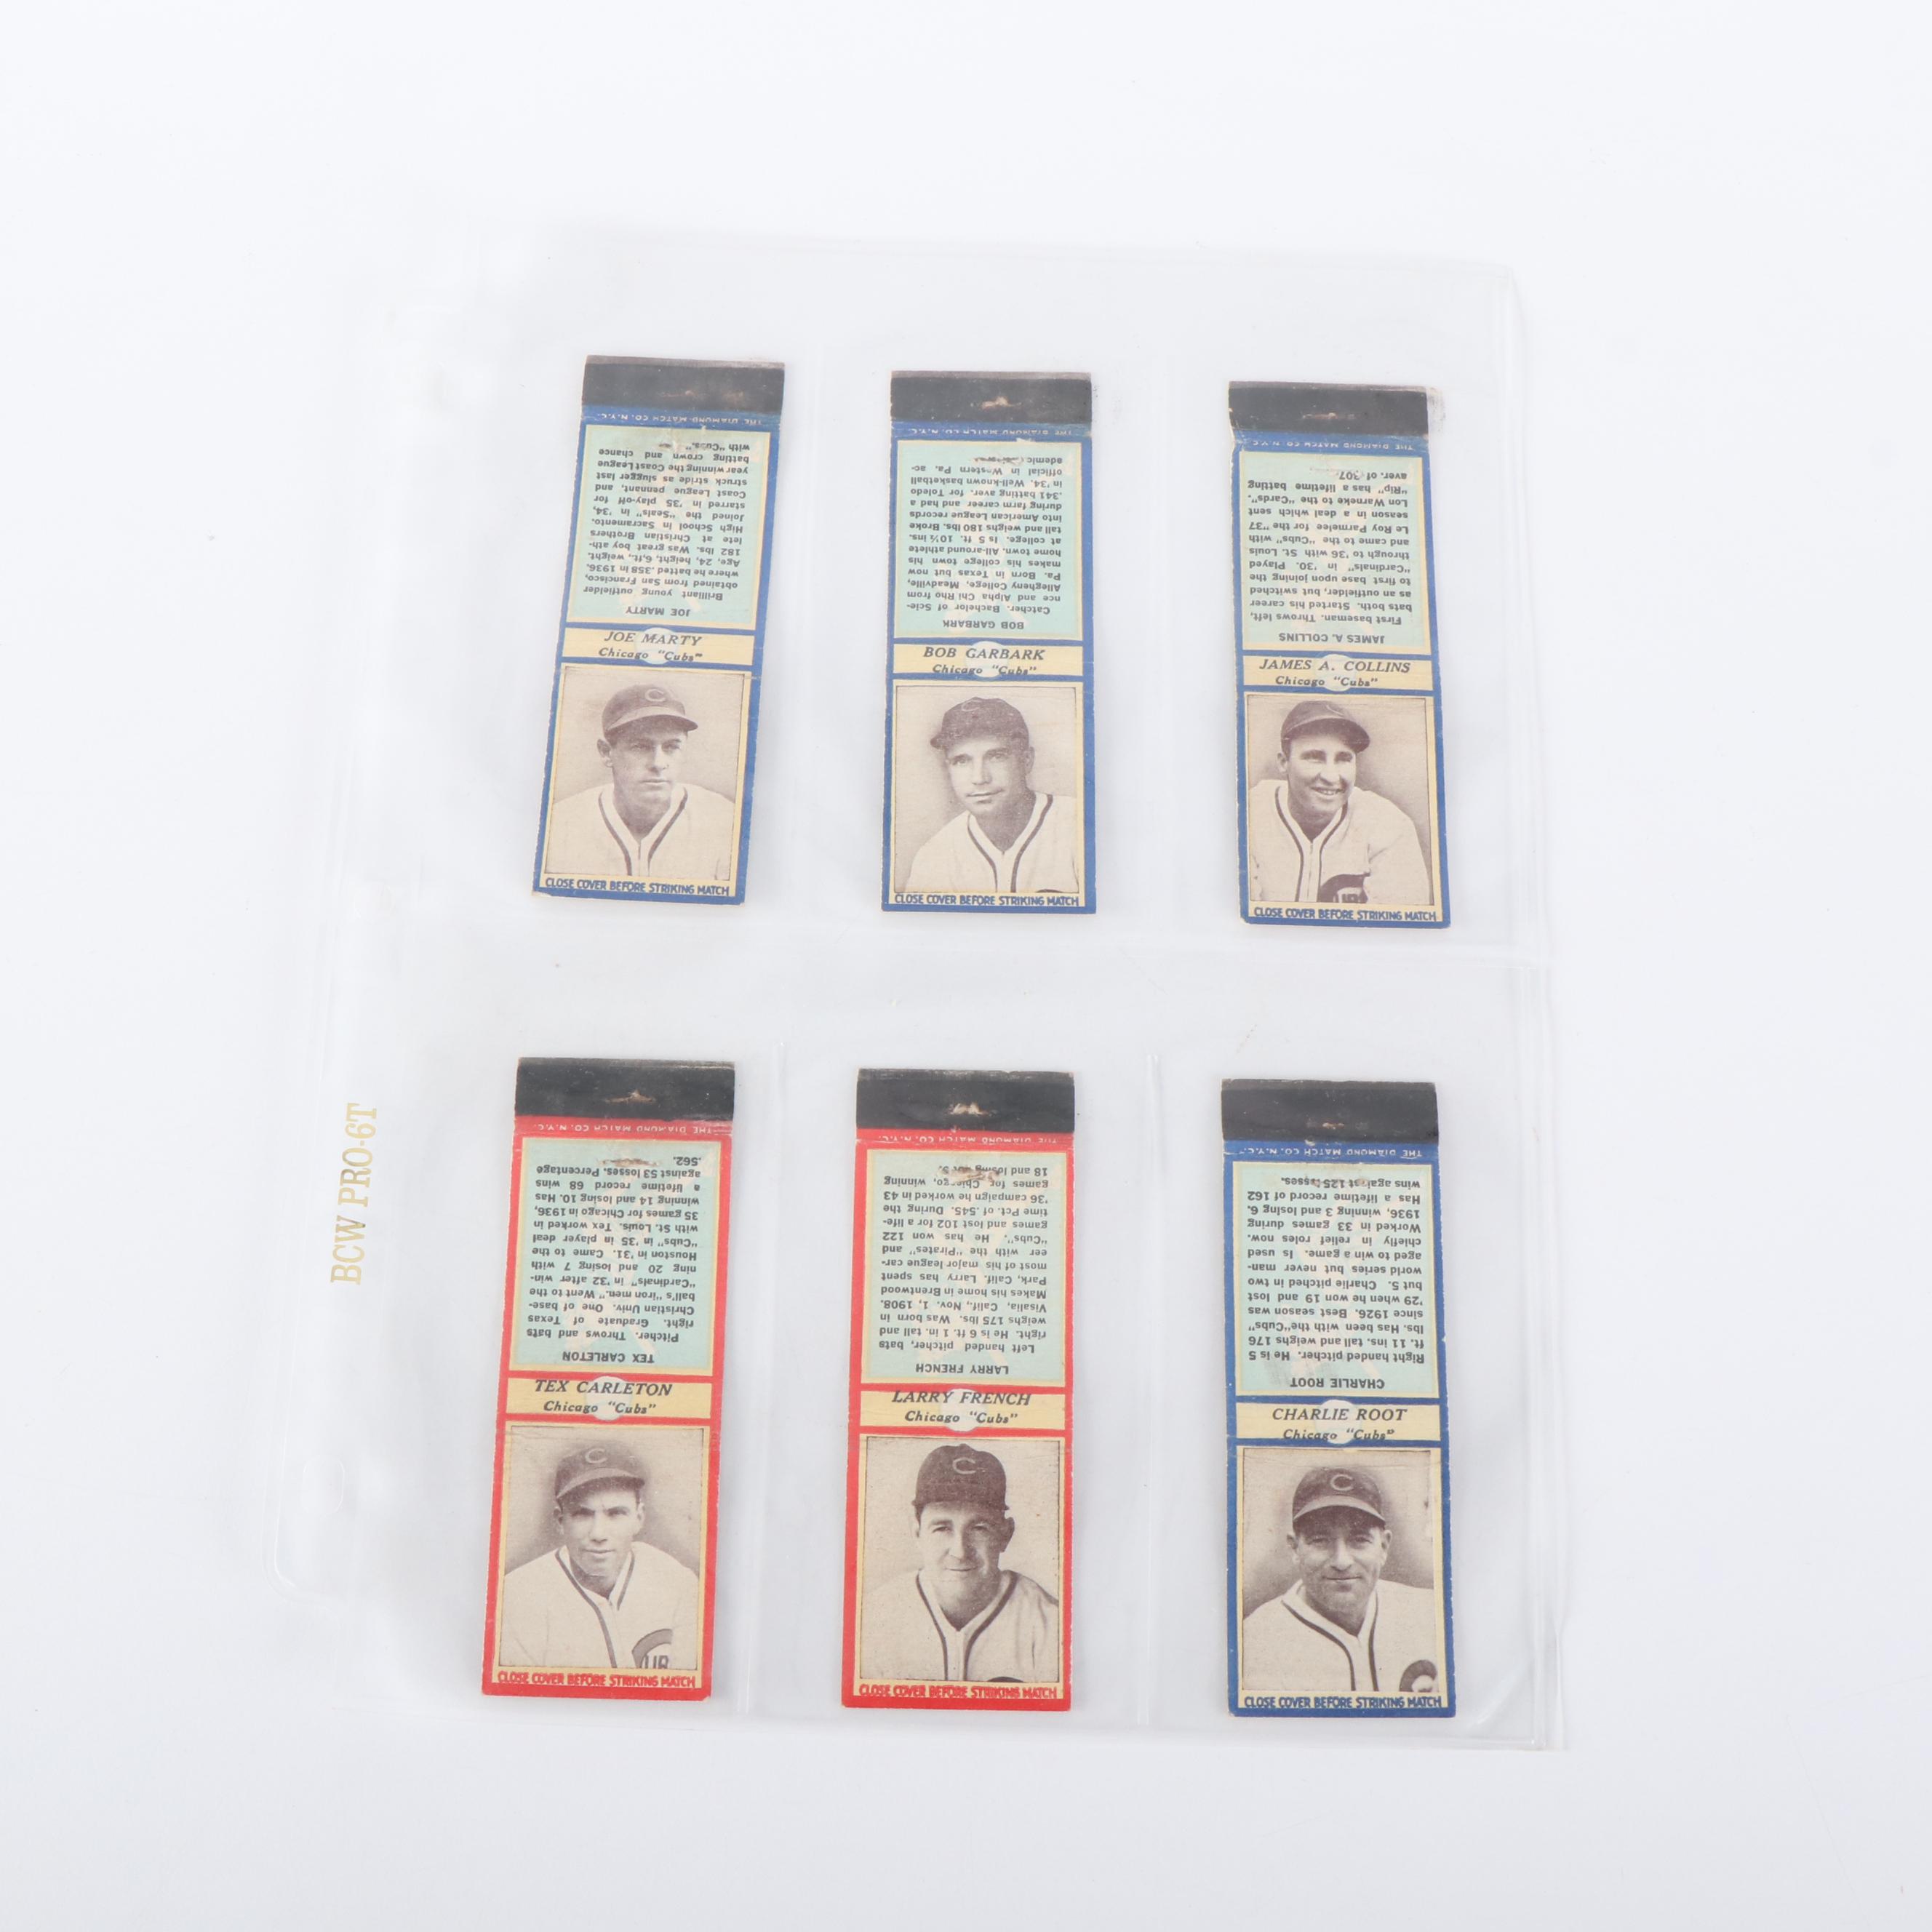 JOE MARTY
Brilliant young outfielder
obtained from San Francisco,
where he batted .358 in 1936.
Age, 24, height, 6 ft., weight,
182 lbs. Was great boy ath-
lete at Christian Brothers
High School in Sacramento.
Joined the "Seals" in '34,
starred in '35 play-off for
Coast League pennant, and
struck stride as slugger last
year winning the Coast League
batting crown and chance
with "Cubs".
THE DIAMOND MATCH CO. N.Y.C.
JOE MARTY
Chicago "Cubs"
CLOSE COVER BEFORE STRIKING MATCH
BOB GARBARK
Catcher. Bachelor of Scie-
nce and Alpha Chi Rho from
Allegheny College, Meadville,
Pa. Born in Texas but now
makes his college town his
home town. All-around athlete
at college. Is 5 ft. 10½ ins.
tall and weighs 180 lbs. Broke
into American League records
during farm career and had a
.341 batting aver. for Toledo
in '34. Well-known basketball
official in Western Pa. ac-
ademic
THE DIAMOND MATCH CO. N.Y.C.
BOB GARBARK
Chicago "Cubs"
CLOSE COVER BEFORE STRIKING MATCH
JAMES A. COLLINS
First baseman. Throws left,
bats both. Started his career
as an outfielder, but switched
to first base upon joining the
"Cardinals" in '30. Played
through to '36 with St. Louis
and came to the "Cubs" with
Le Roy Parmelee for the '37
season in a deal which sent
Lon Warneke to the "Cards".
"Rip" has a lifetime batting
aver. of .307.
THE DIAMOND MATCH CO. N.Y.C.
JAMES A. COLLINS
Chicago "Cubs"
CLOSE COVER BEFORE STRIKING MATCH
BCW PRO-6T
TEX CARLETON
Pitcher. Throws and bats
right. Graduate of Texas
Christian Univ. One of base-
ball's "iron men." Went to the
"Cardinals" in '32 after win-
ning 20 and losing 7 with
Houston in '31. Came to the
"Cubs" in '35 in player deal
with St. Louis. Tex worked in
35 games for Chicago in 1936,
winning 14 and losing 10. Has
a lifetime record 68 wins
against 53 losses. Percentage
.562.
THE DIAMOND MATCH CO. N.Y.C.
TEX CARLETON
Chicago "Cubs"
CLOSE COVER BEFORE STRIKING MATCH
LARRY FRENCH
Left handed pitcher, bats
right. He is 6 ft. 1 in. tall and
weighs 175 lbs. Was born in
Visalia, Calif., Nov. 1, 1908.
Makes his home in Brentwood
Park, Calif. Larry has spent
most of his major league car-
eer with the "Pirates" and
"Cubs". He has won 122
games and lost 102 for a life-
time Pct. of .545. During the
'36 campaign he worked in 43
games for Chicago, winning
18 and losing but 5.
THE DIAMOND MATCH CO. N.Y.C.
LARRY FRENCH
Chicago "Cubs"
CLOSE COVER BEFORE STRIKING MATCH
CHARLIE ROOT
Right handed pitcher. He is 5
ft. 11 ins. tall and weighs 176
lbs. Has been with the "Cubs"
since 1926. Best season was
'29 when he won 19 and lost
but 5. Charlie pitched in two
world series but never man-
aged to win a game. Is used
chiefly in relief roles now.
Worked in 33 games during
1936, winning 3 and losing 6.
Has a lifetime record of 162
wins against 125 losses.
THE DIAMOND MATCH CO. N.Y.C.
CHARLIE ROOT
Chicago "Cubs"
CLOSE COVER BEFORE STRIKING MATCH